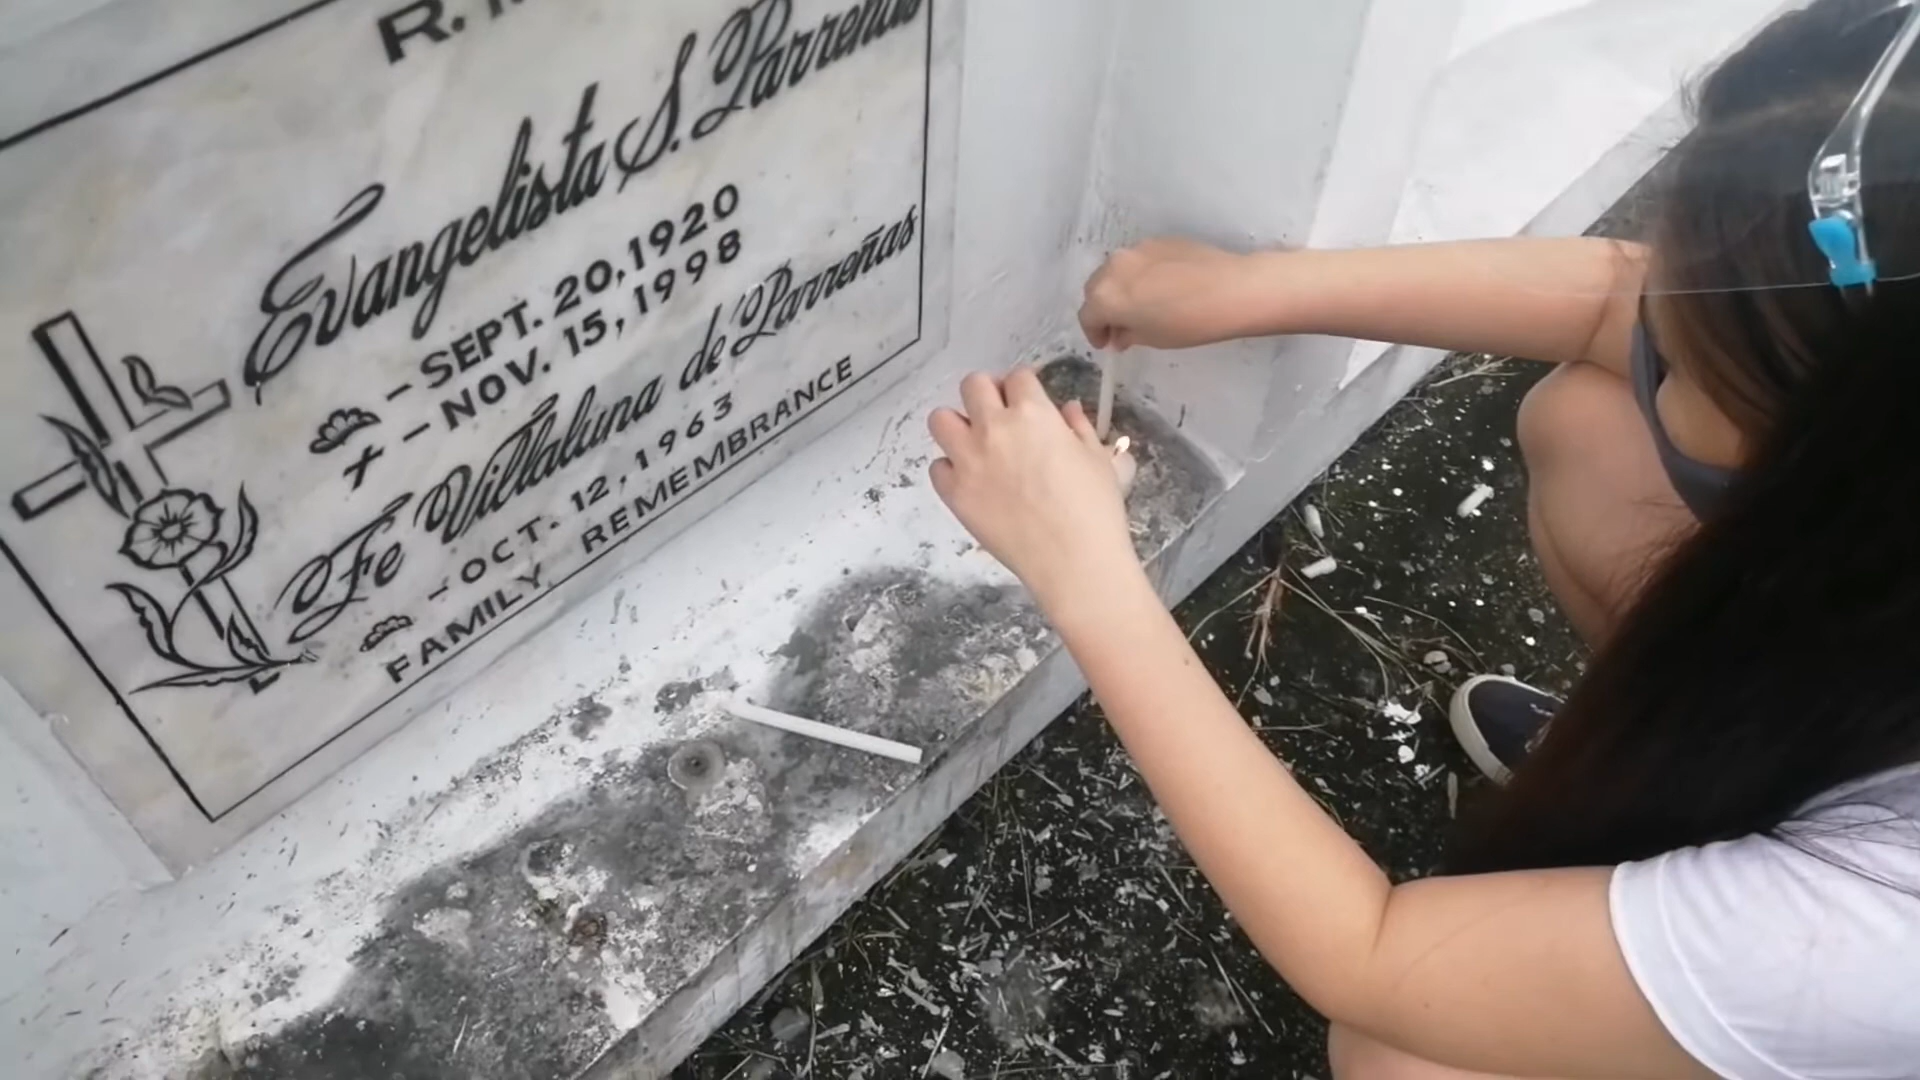 R.
Evangelista S. Parreñas
- SEPT. 20, 1920
- NOV. 15, 1998
Fe Villaluna de Parreñas
- OCT. 12, 1963
FAMILY REMEMBRANCE